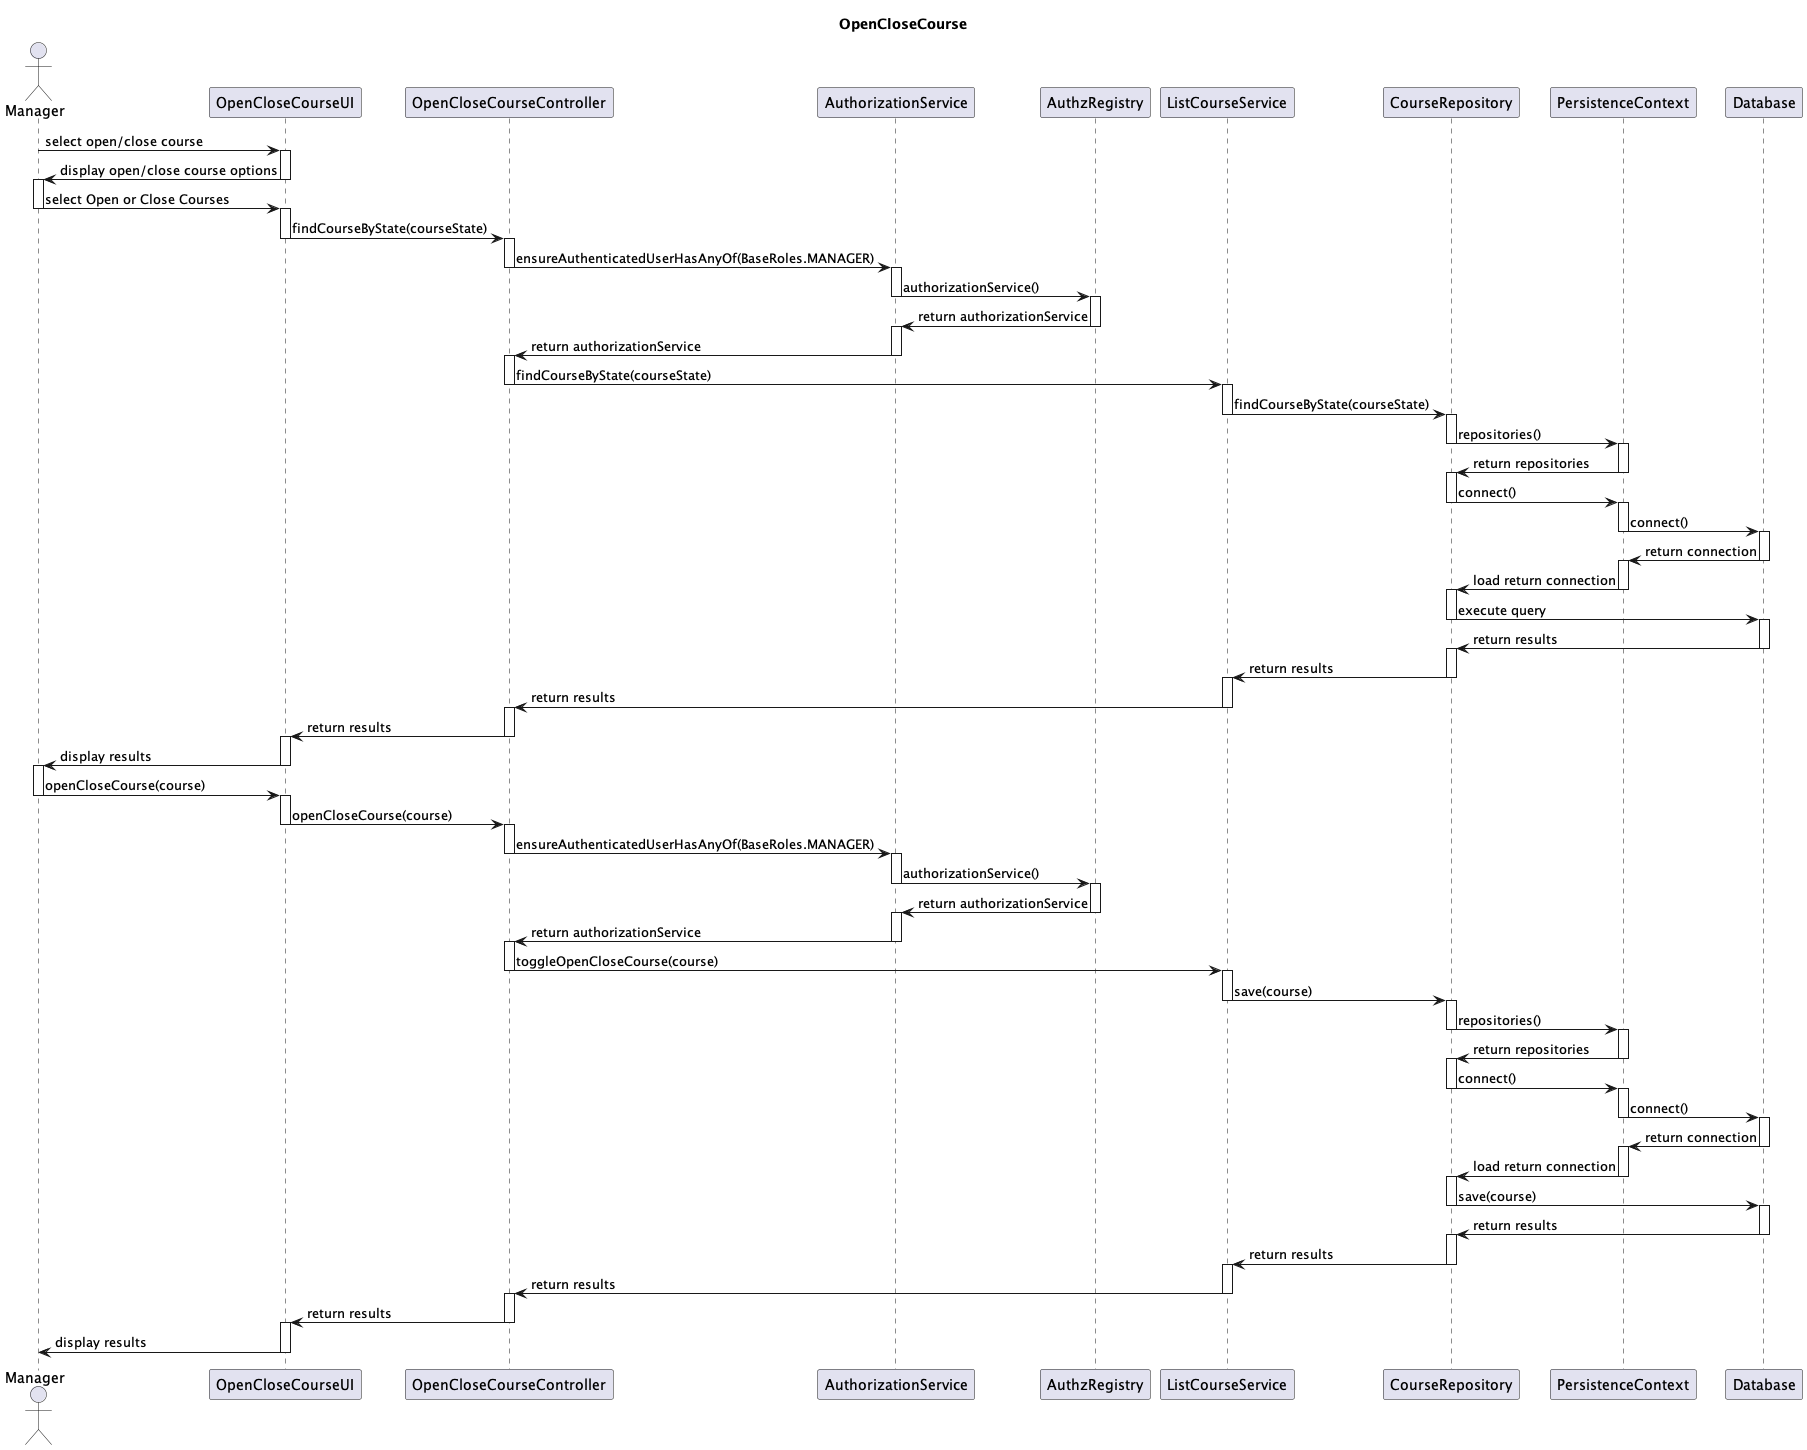 OpenCloseCourse
Manager
OpenCloseCourseUI
OpenCloseCourseController
AuthorizationService
AuthzRegistry
ListCourseService
CourseRepository
PersistenceContext
Database
select open/close course
display open/close course options
select Open or Close Courses
findCourseByState(courseState)
ensureAuthenticatedUserHasAnyOf(BaseRoles.MANAGER)
authorizationService()
return authorizationService
return authorizationService
findCourseByState(courseState)
findCourseByState(courseState)
repositories()
return repositories
connect()
connect()
return connection
load return connection
execute query
return results
return results
return results
return results
display results
openCloseCourse(course)
openCloseCourse(course)
ensureAuthenticatedUserHasAnyOf(BaseRoles.MANAGER)
authorizationService()
return authorizationService
return authorizationService
toggleOpenCloseCourse(course)
save(course)
repositories()
return repositories
connect()
connect()
return connection
load return connection
save(course)
return results
return results
return results
return results
display results
Manager
OpenCloseCourseUI
OpenCloseCourseController
AuthorizationService
AuthzRegistry
ListCourseService
CourseRepository
PersistenceContext
Database